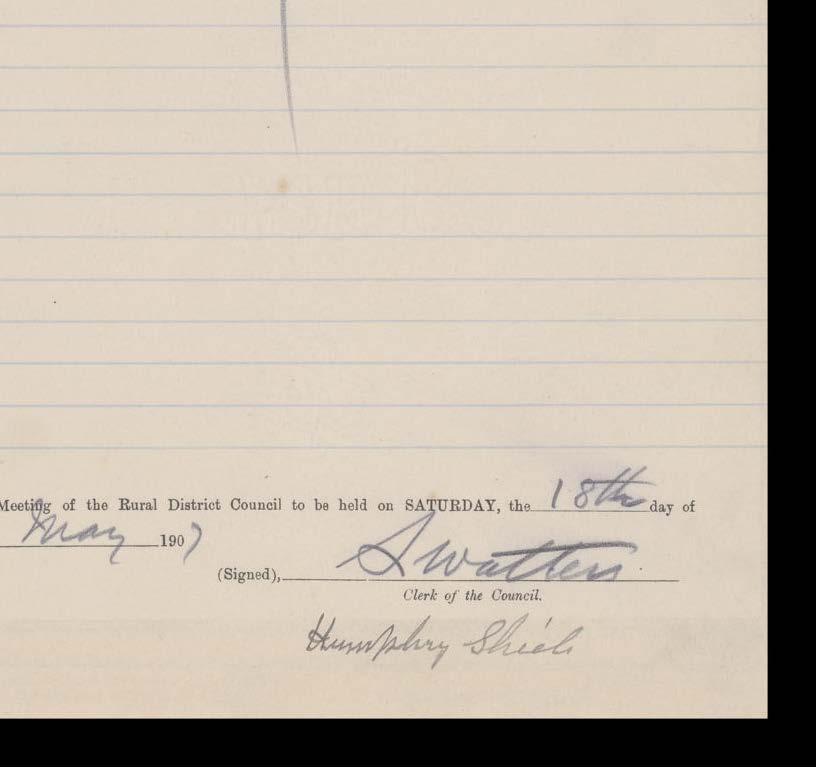 Meeting of the Rural District Council to be held on SATURDAY, the 18th day of
May 1907
(Signed), S Watters
Clerk of the Council.
Humphry Shiels